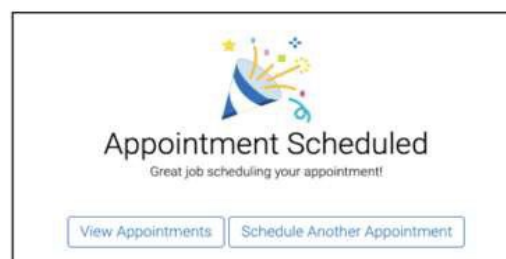 Appointment Scheduled
Great job scheduling your appointment!
View Appointments
Schedule Another Appointment